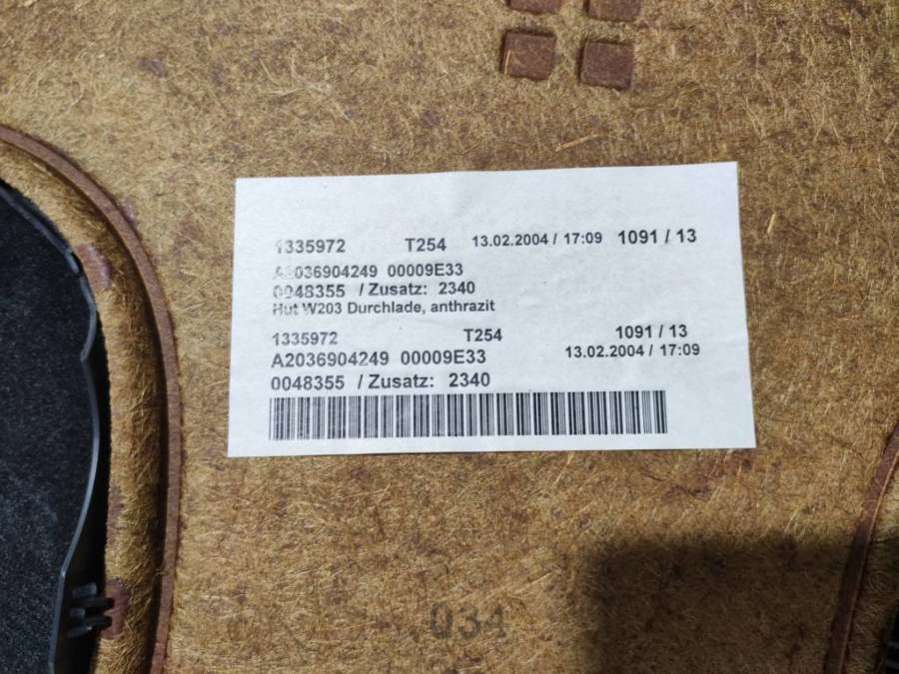 1335972 T254 13.02.2004 / 17:09 1091 / 13
A2036904249 00009E33
0048355 / Zusatz: 2340
Hut W203 Durchlade, anthrazit
1335972 T254 1091 / 13
A2036904249 00009E33 13.02.2004 / 17:09
0048355 / Zusatz: 2340
034